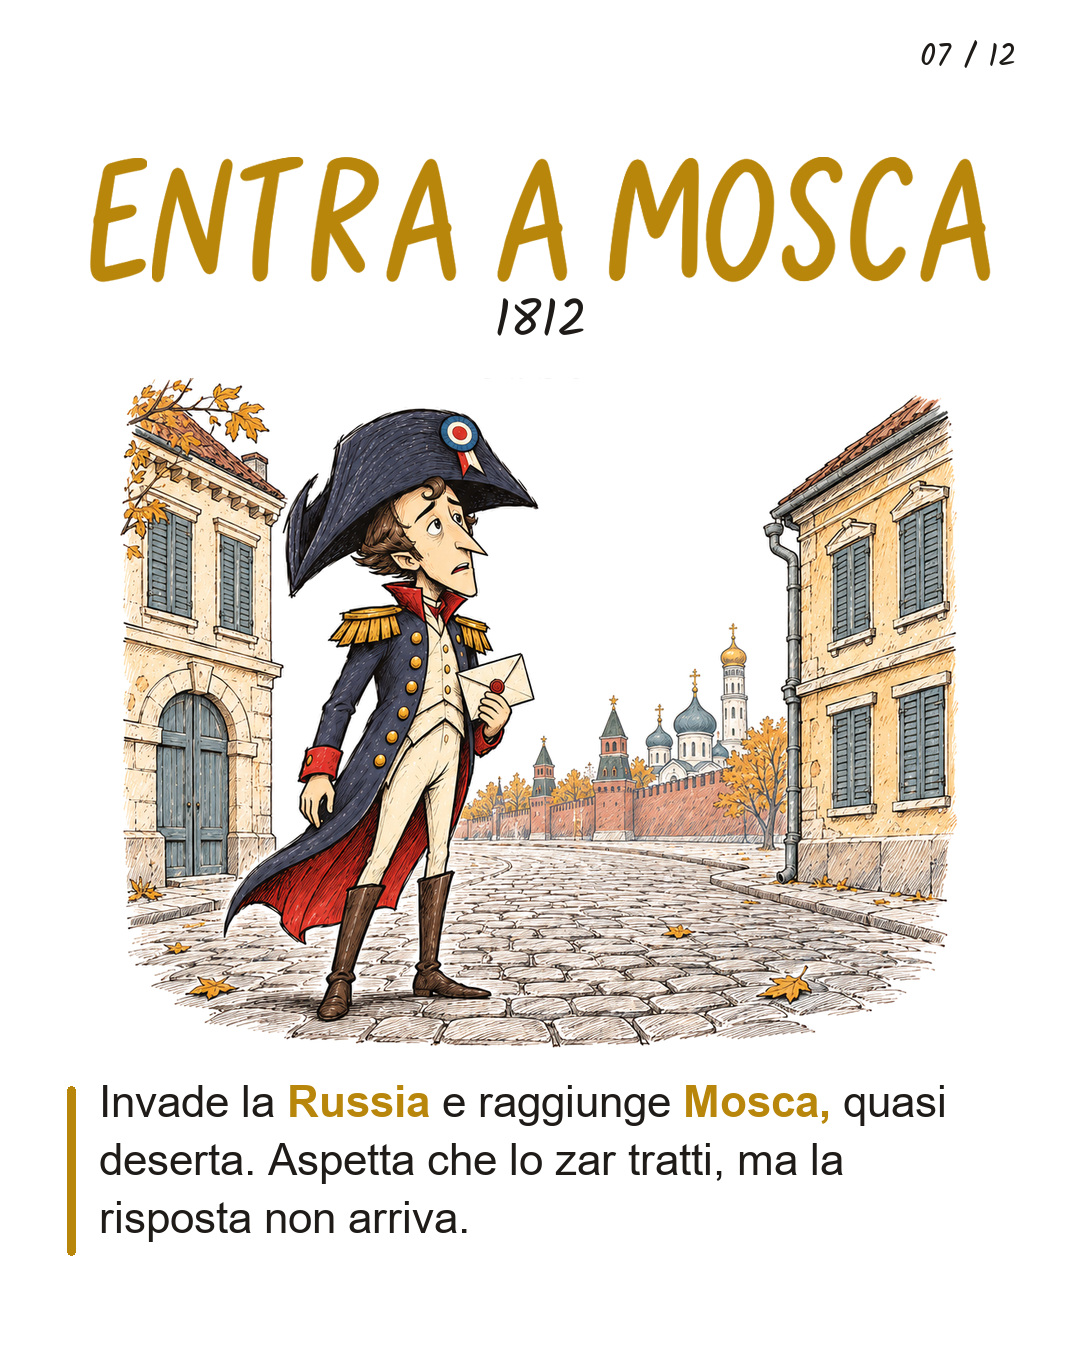 07 / 12
ENTRA A MOSCA
1812
Invade la Russia e raggiunge Mosca, quasi
deserta. Aspetta che lo zar tratti, ma la
risposta non arriva.